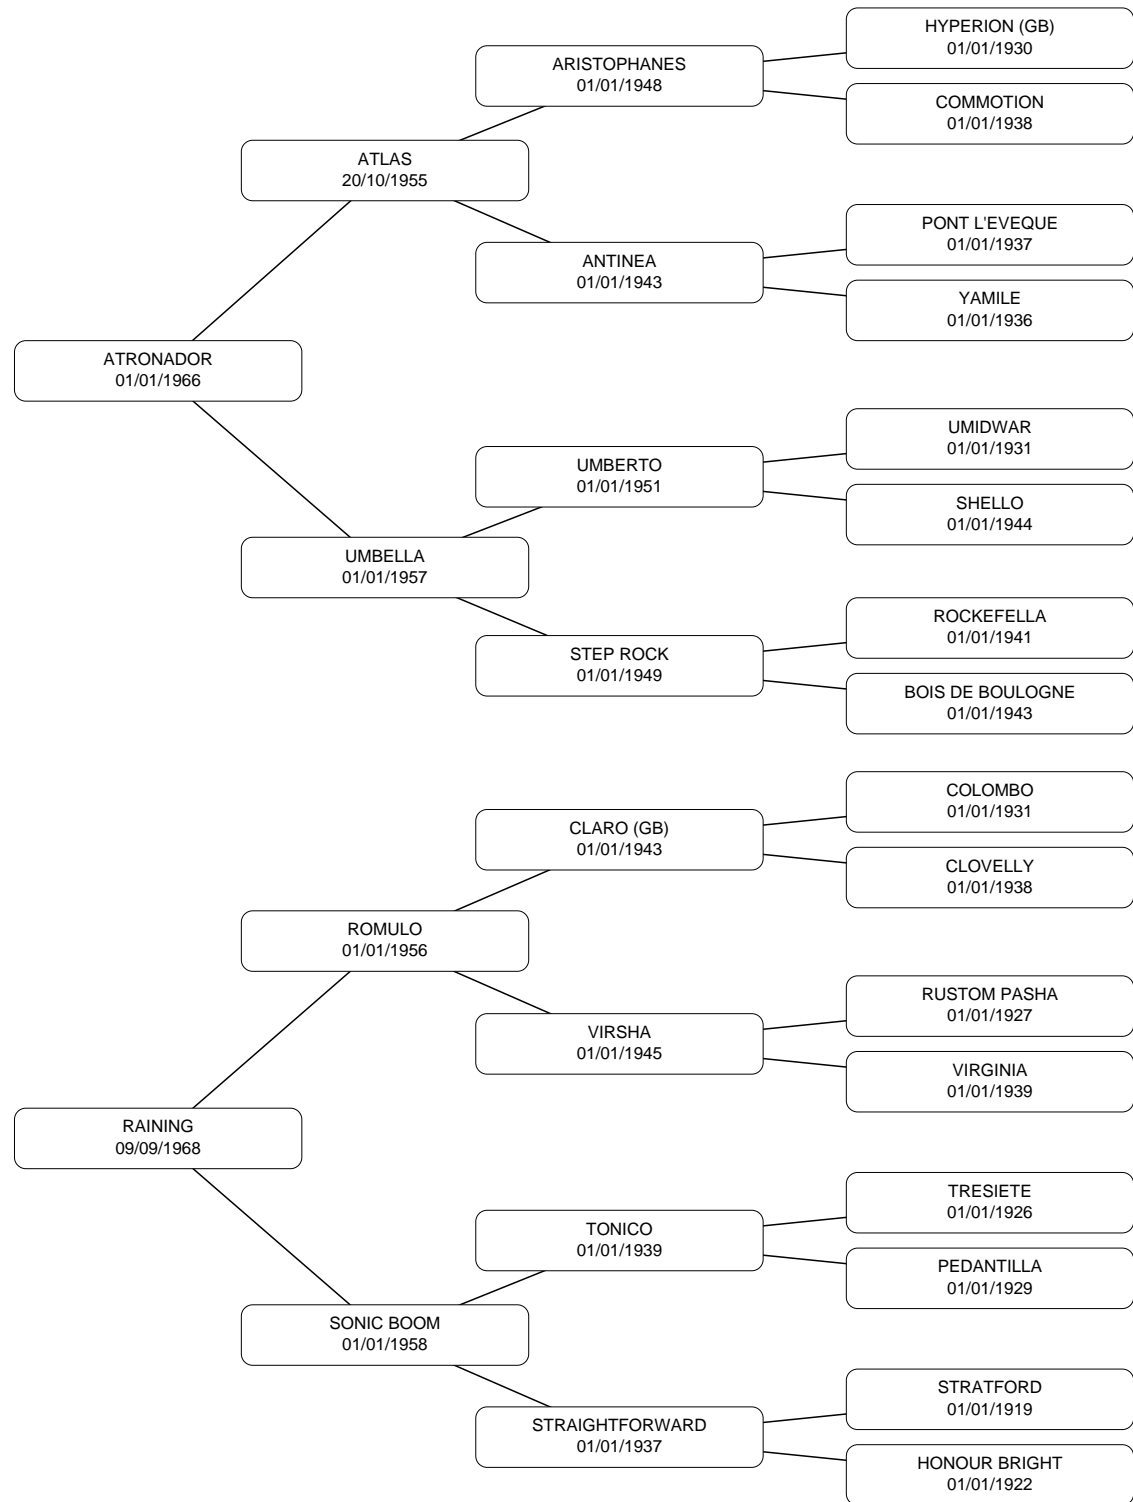 HYPERION (GB)
01/01/1930
ARISTOPHANES
01/01/1948
COMMOTION
01/01/1938
ATLAS
20/10/1955
PONT L'EVEQUE
01/01/1937
ANTINEA
01/01/1943
YAMILE
01/01/1936
ATRONADOR
01/01/1966
UMIDWAR
01/01/1931
UMBERTO
01/01/1951
SHELLO
01/01/1944
UMBELLA
01/01/1957
ROCKEFELLA
01/01/1941
STEP ROCK
01/01/1949
BOIS DE BOULOGNE
01/01/1943
COLOMBO
01/01/1931
CLARO (GB)
01/01/1943
CLOVELLY
01/01/1938
ROMULO
01/01/1956
RUSTOM PASHA
01/01/1927
VIRSHA
01/01/1945
VIRGINIA
01/01/1939
RAINING
09/09/1968
TRESIETE
01/01/1926
TONICO
01/01/1939
PEDANTILLA
01/01/1929
SONIC BOOM
01/01/1958
STRATFORD
01/01/1919
STRAIGHTFORWARD
01/01/1937
HONOUR BRIGHT
01/01/1922